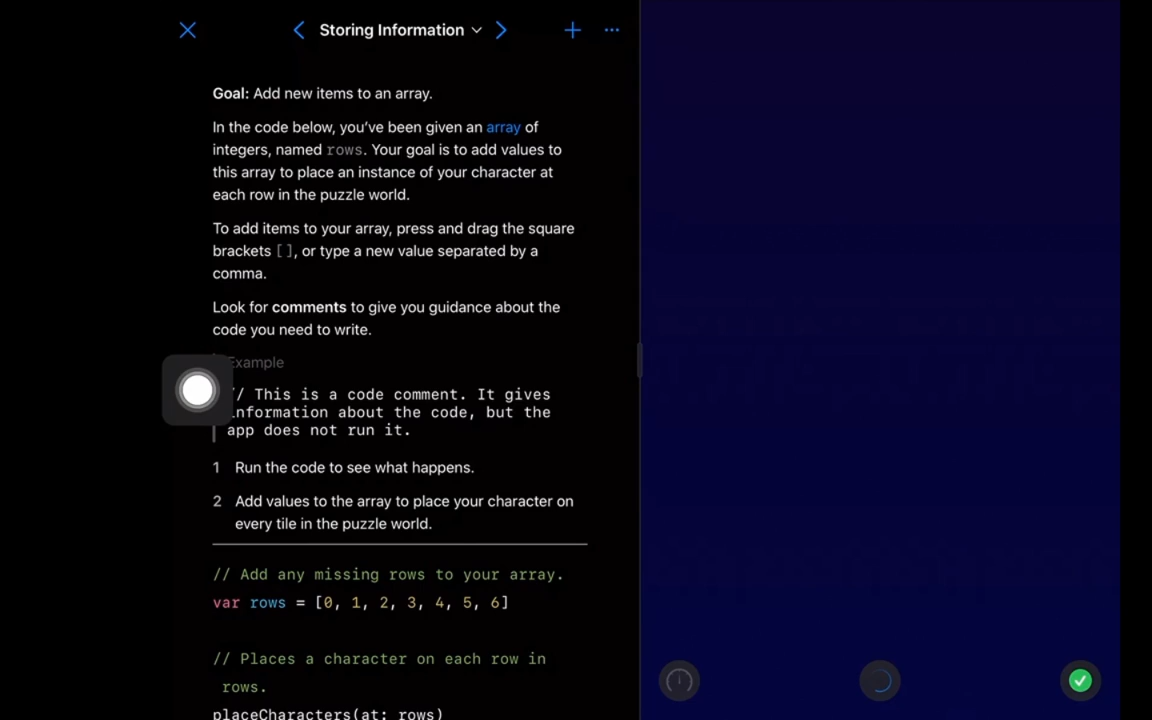 Storing Information
Goal: Add new items to an array.
In the code below, you’ve been given an array of
integers, named rows. Your goal is to add values to
this array to place an instance of your character at
each row in the puzzle world.
To add items to your array, press and drag the square
brackets [ ], or type a new value separated by a
comma.
Look for comments to give you guidance about the
code you need to write.
Example
// This is a code comment. It gives
information about the code, but the
app does not run it.
1 Run the code to see what happens.
2 Add values to the array to place your character on
every tile in the puzzle world.
// Add any missing rows to your array.
var rows = [0, 1, 2, 3, 4, 5, 6]
// Places a character on each row in
rows.
placeCharacters(at: rows)